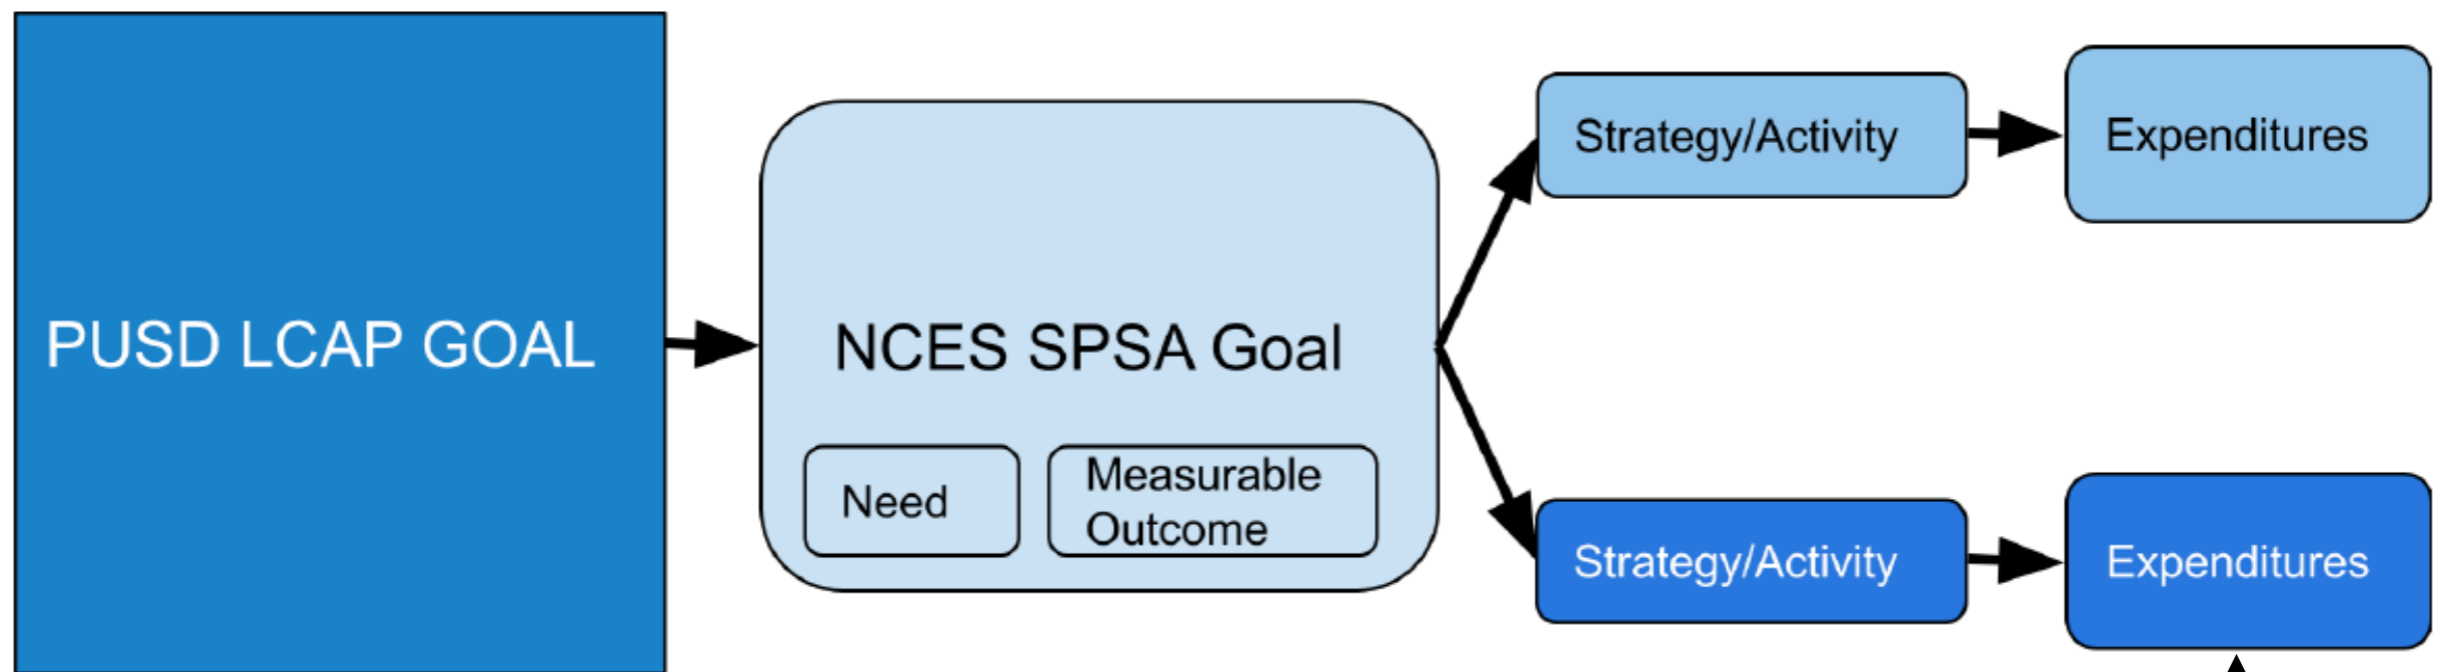 PUSD LCAP GOAL
NCES SPSA Goal
Need
Measurable
Outcome
Strategy/Activity
Expenditures
Strategy/Activity
Expenditures